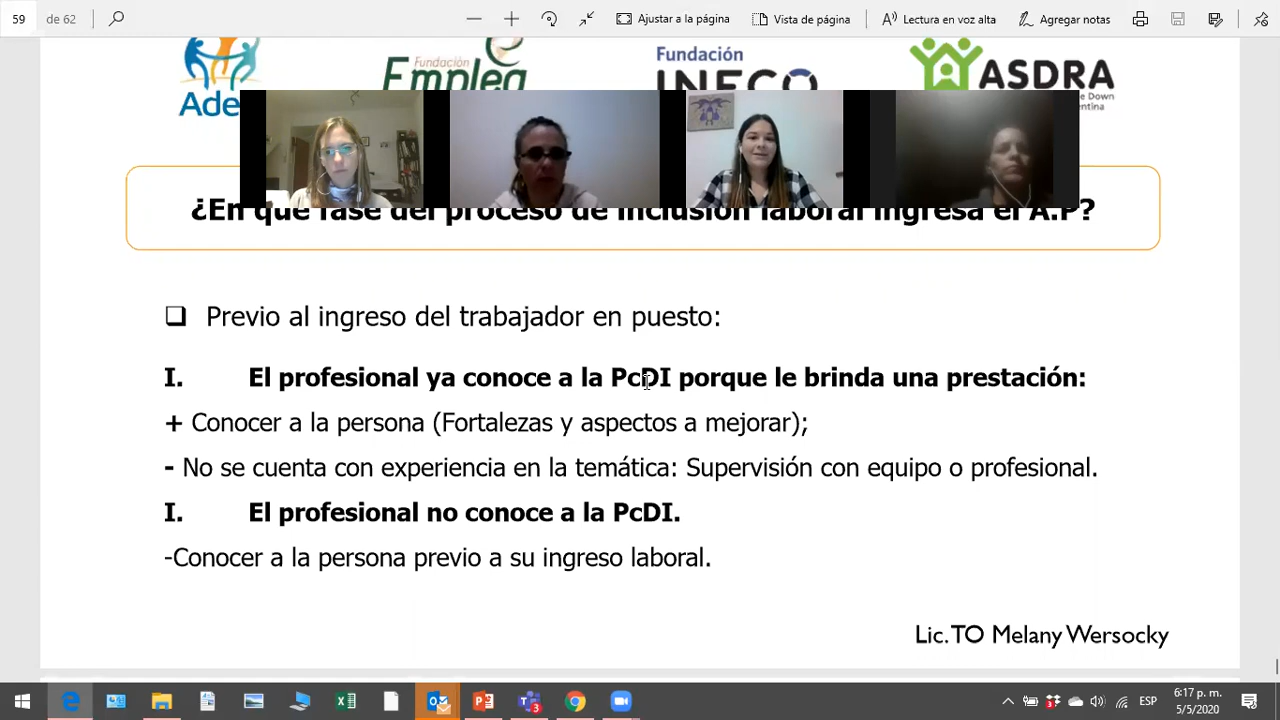 59 de 62 Ajustar a la página Vista de página Lectura en voz alta Agregar notas
Fundación
Emplea
Fundación
INECO
ASDRA
Ade
e Down
entina
¿En qué fase del proceso de inclusión laboral ingresa el A.P?
❑ Previo al ingreso del trabajador en puesto:
I. El profesional ya conoce a la PcDI porque le brinda una prestación:
+ Conocer a la persona (Fortalezas y aspectos a mejorar);
- No se cuenta con experiencia en la temática: Supervisión con equipo o profesional.
I. El profesional no conoce a la PcDI.
-Conocer a la persona previo a su ingreso laboral.
Lic.TO Melany Wersocky
ESP
6:17 p. m.
5/5/2020